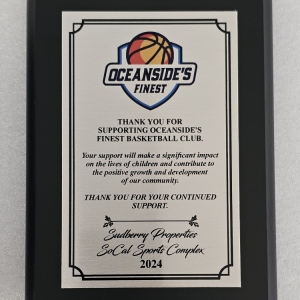 OCEANSIDE'S
FINEST
THANK YOU FOR
SUPPORTING OCEANSIDE'S
FINEST BASKETBALL CLUB.
Your support will make a significant impact
on the lives of children and contribute to
the positive growth and development
of our community.
THANK YOU FOR YOUR CONTINUED
SUPPORT.
Sudberry Properties
SoCal Sports Complex
2024